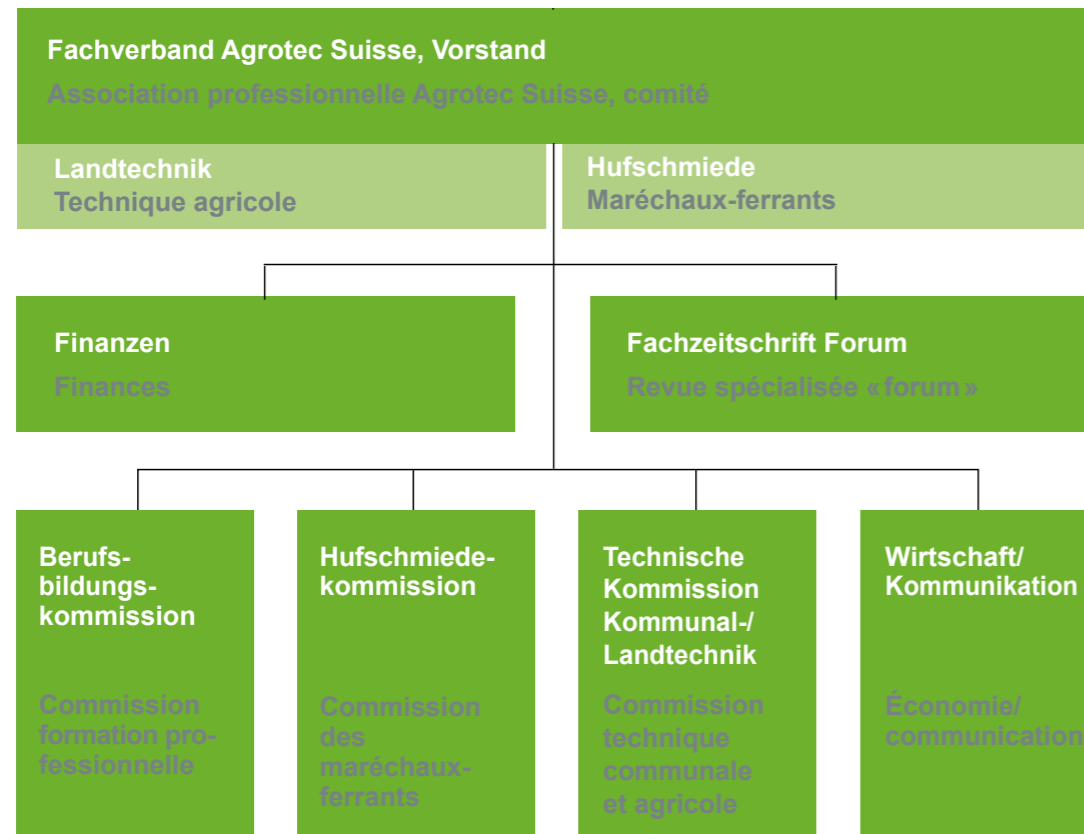 Fachverband Agrotec Suisse, Vorstand
Association professionnelle Agrotec Suisse, comité
Landtechnik
Technique agricole
Hufschmiede
Maréchaux-ferrants
Finanzen
Finances
Fachzeitschrift Forum
Revue spécialisée « forum »
Berufs-
bildungs-
kommission
Commission
formation pro-
fessionnelle
Hufschmiede-
kommission
Commission
des
maréchaux-
ferrants
Technische
Kommission
Kommunal-/
Landtechnik
Commission
technique
communale
et agricole
Wirtschaft/
Kommunikation
Économie/
communication